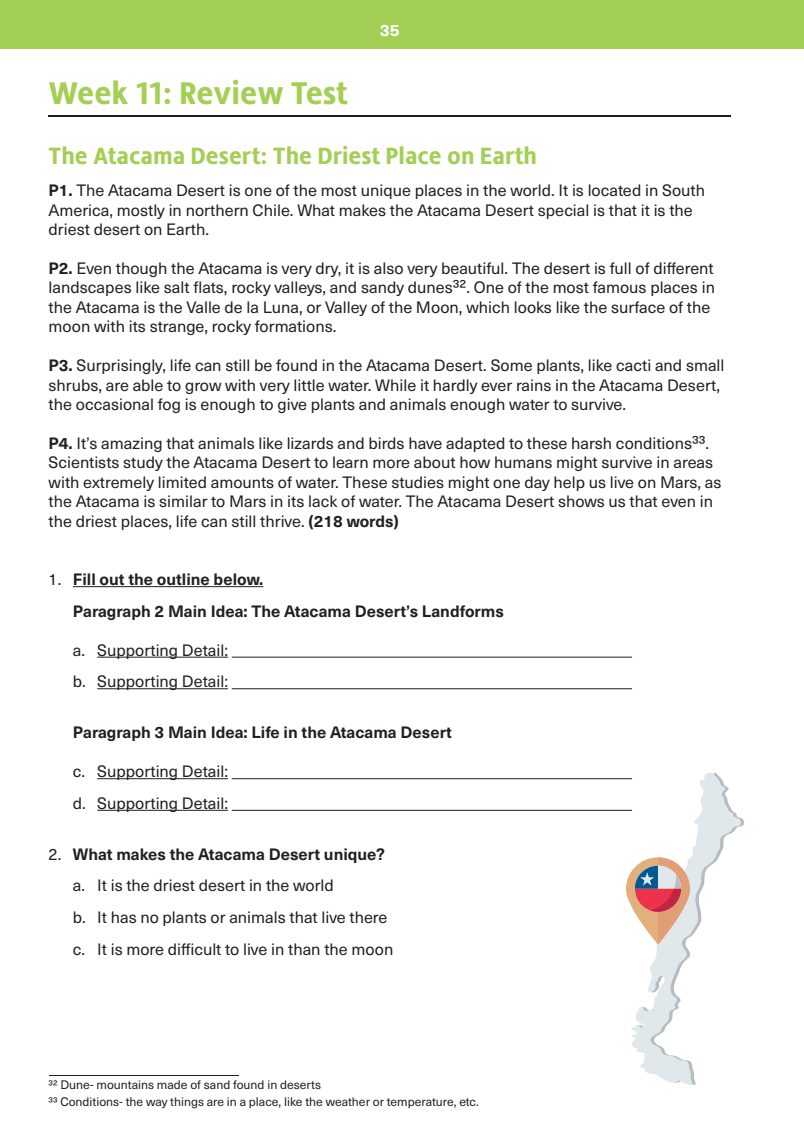 35
Week 11: Review Test
The Atacama Desert: The Driest Place on Earth
P1. The Atacama Desert is one of the most unique places in the world. It is located in South
America, mostly in northern Chile. What makes the Atacama Desert special is that it is the
driest desert on Earth.
P2. Even though the Atacama is very dry, it is also very beautiful. The desert is full of different
landscapes like salt flats, rocky valleys, and sandy dunes³². One of the most famous places in
the Atacama is the Valle de la Luna, or Valley of the Moon, which looks like the surface of the
moon with its strange, rocky formations.
P3. Surprisingly, life can still be found in the Atacama Desert. Some plants, like cacti and small
shrubs, are able to grow with very little water. While it hardly ever rains in the Atacama Desert,
the occasional fog is enough to give plants and animals enough water to survive.
P4. It's amazing that animals like lizards and birds have adapted to these harsh conditions³³.
Scientists study the Atacama Desert to learn more about how humans might survive in areas
with extremely limited amounts of water. These studies might one day help us live on Mars, as
the Atacama is similar to Mars in its lack of water. The Atacama Desert shows us that even in
the driest places, life can still thrive. (218 words)
1. Fill out the outline below.
Paragraph 2 Main Idea: The Atacama Desert's Landforms
a. Supporting Detail:
b. Supporting Detail:
Paragraph 3 Main Idea: Life in the Atacama Desert
c. Supporting Detail:
d. Supporting Detail:
2. What makes the Atacama Desert unique?
a. It is the driest desert in the world
b. It has no plants or animals that live there
c. It is more difficult to live in than the moon
³² Dune- mountains made of sand found in deserts
³³ Conditions- the way things are in a place, like the weather or temperature, etc.